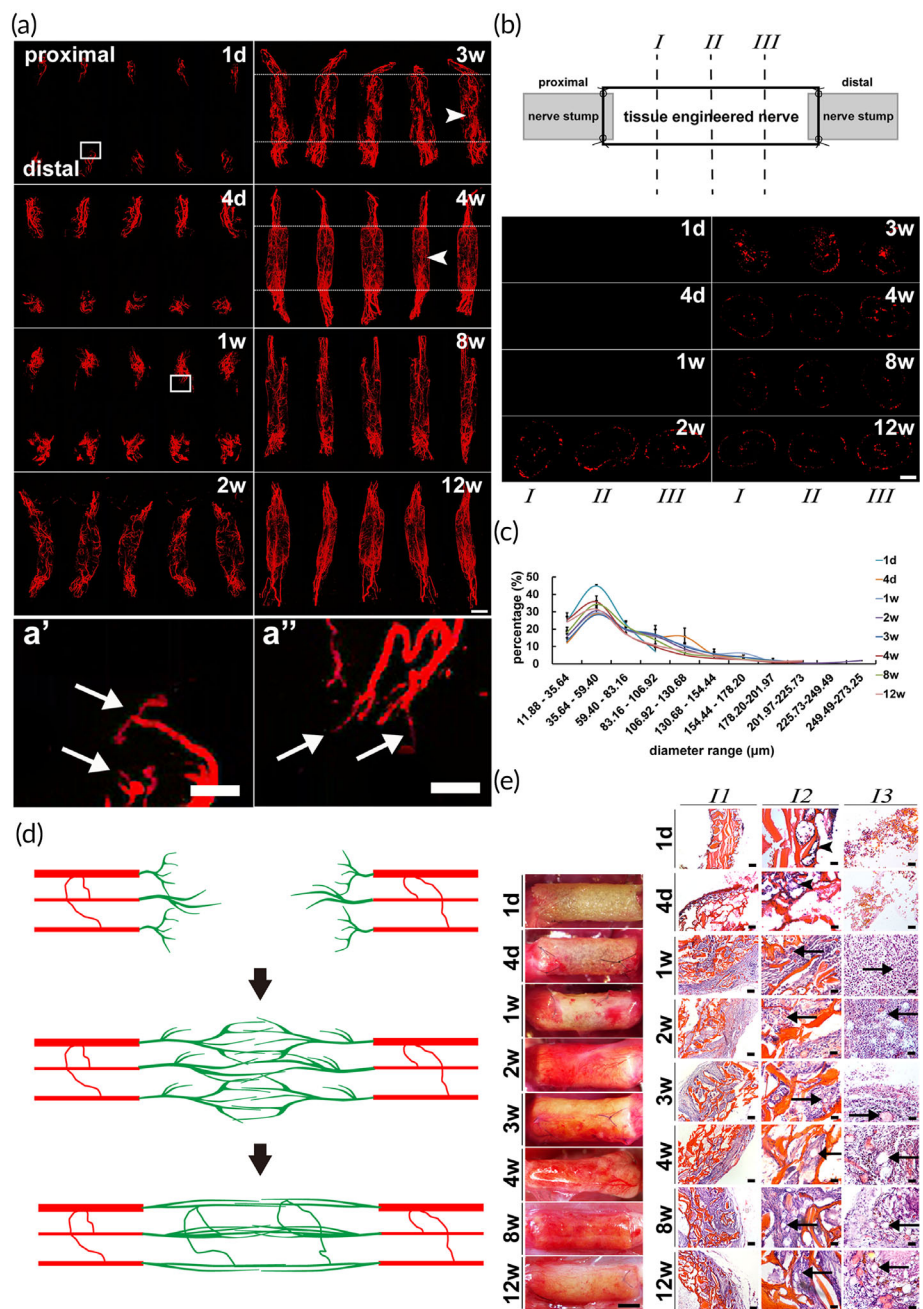 (a)
proximal 1d 3w
distal
4d 4w
1w 8w
2w 12w
a' a''
(b)
I II III
proximal distal
nerve stump tissue engineered nerve nerve stump
1d 3w
4d 4w
1w 8w
2w 12w
I II III I II III
(c)
percentage (%)
50
40
30
20
10
0
11.88 - 35.64
35.64 - 59.40
59.40 - 83.16
83.16 - 106.92
106.92 - 130.68
130.68 - 154.44
154.44 - 178.20
178.20-201.97
201.97-225.73
225.73-249.49
249.49-273.25
diameter range (μm)
1d
4d
1w
2w
3w
4w
8w
12w
(d)
(e)
1d
4d
1w
2w
3w
4w
8w
12w
I1 I2 I3
1d
4d
1w
2w
3w
4w
8w
12w